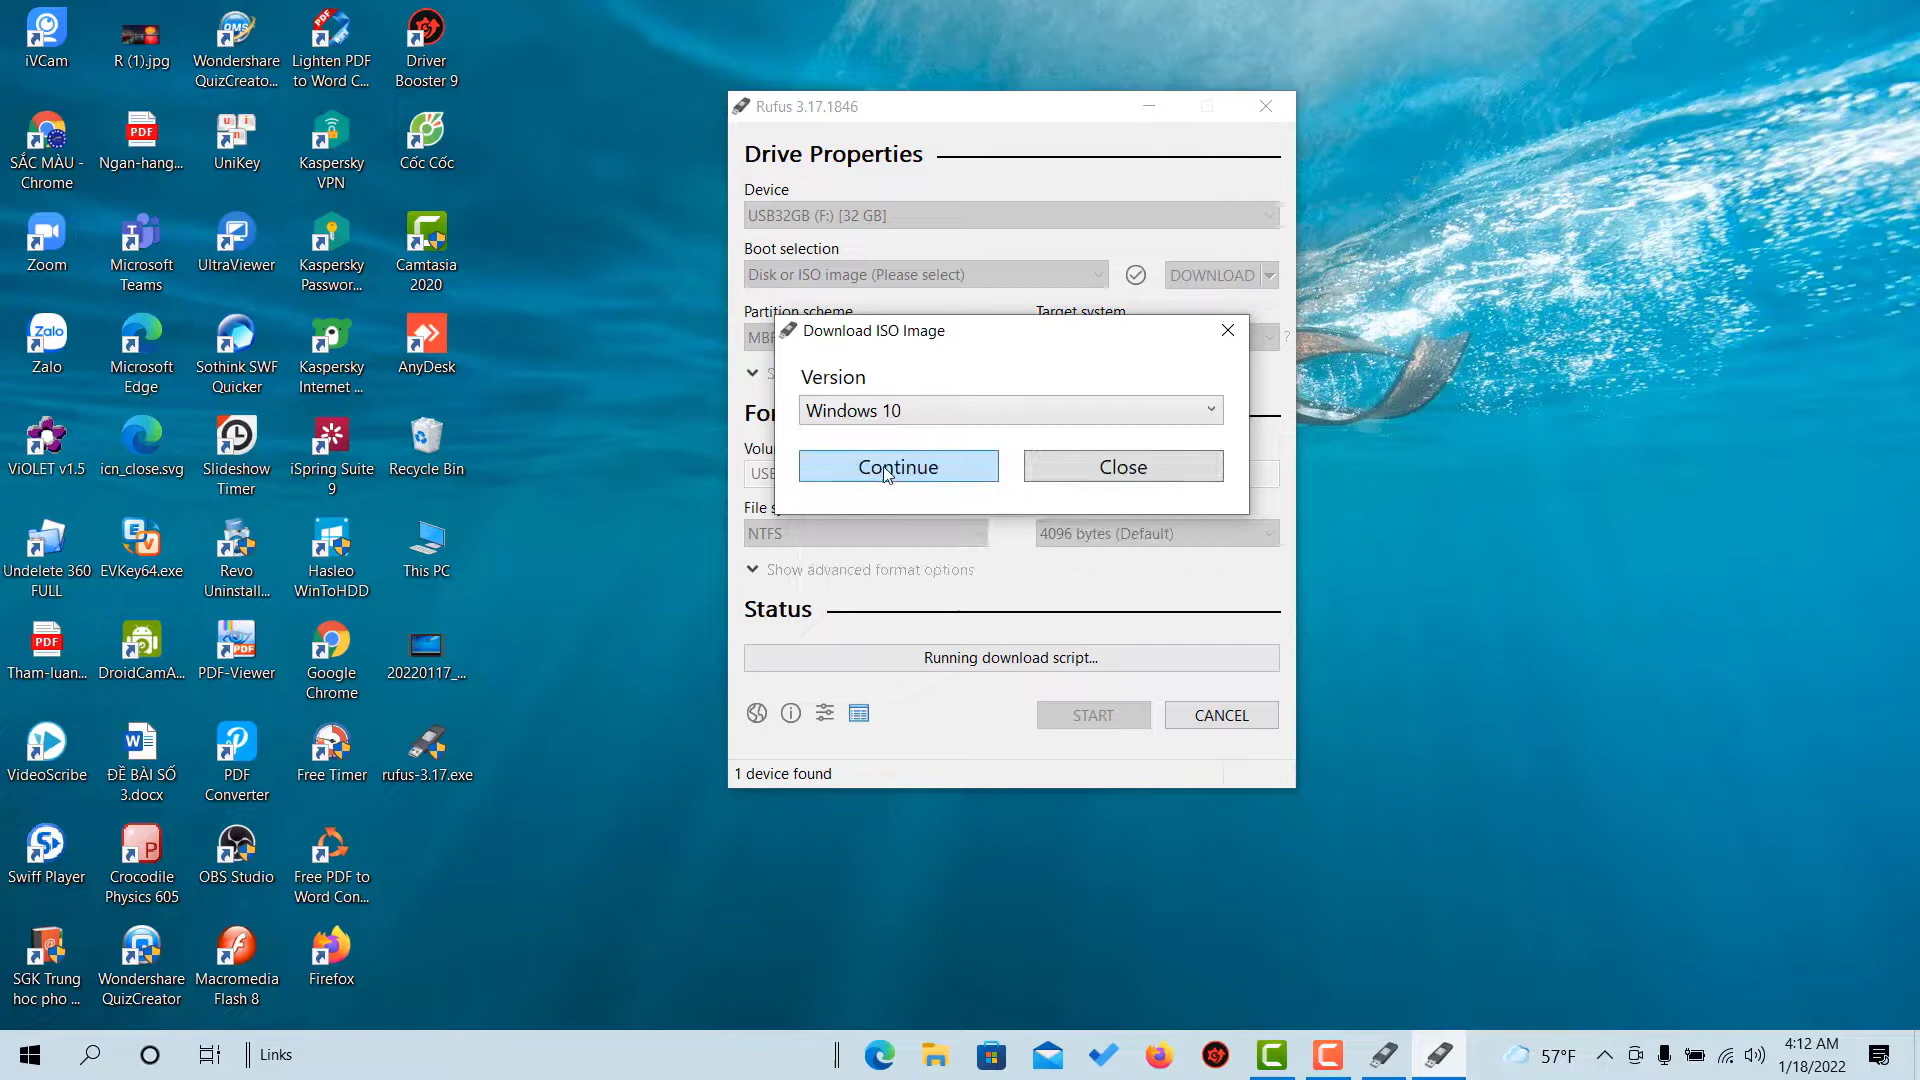 iVCam
R (1).jpg
Wondershare
QuizCreato...
Lighten PDF
to Word C...
Driver
Booster 9
SẮC MÀU -
Chrome
Ngan-hang...
UniKey
Kaspersky
VPN
Cốc Cốc
Zoom
Microsoft
Teams
UltraViewer
Kaspersky
Passwor...
Camtasia
2020
Zalo
Microsoft
Edge
Sothink SWF
Quicker
Kaspersky
Internet ...
AnyDesk
ViOLET v1.5
icn_close.svg
Slideshow
Timer
iSpring Suite
9
Recycle Bin
Undelete 360
FULL
EVKey64.exe
Revo
Uninstall...
Hasleo
WinToHDD
This PC
Tham-luan...
DroidCamA...
PDF-Viewer
Google
Chrome
20220117_...
VideoScribe
ĐỀ BÀI SỐ
3.docx
PDF
Converter
Free Timer
rufus-3.17.exe
Swiff Player
Crocodile
Physics 605
OBS Studio
Free PDF to
Word Con...
SGK Trung
hoc pho ...
Wondershare
QuizCreator
Macromedia
Flash 8
Firefox
Rufus 3.17.1846
Drive Properties
Device
USB32GB (F:) [32 GB]
Boot selection
Disk or ISO image (Please select)
DOWNLOAD
Partition scheme
Target system
?
Download ISO Image
Version
Windows 10
Continue
Close
NTFS
4096 bytes (Default)
Show advanced format options
Status
Running download script...
START
CANCEL
1 device found
Links
57°F
4:12 AM
1/18/2022